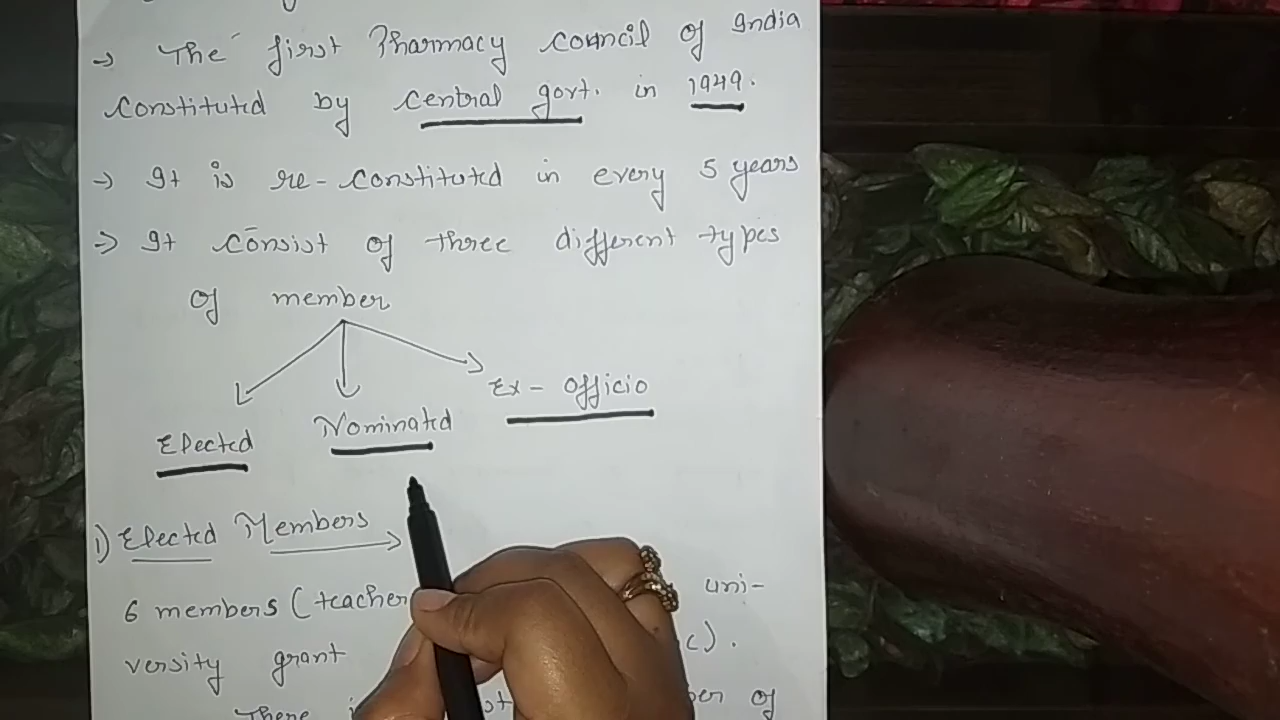 → The first Pharmacy council of India
constituted by central govt. in 1949.
→ It is re-constituted in every 5 years
→ It consist of three different types
of member
Ex-officio
Elected Nominated
1) Elected Members →
6 members (teacher uni-
versity grant c).
There of